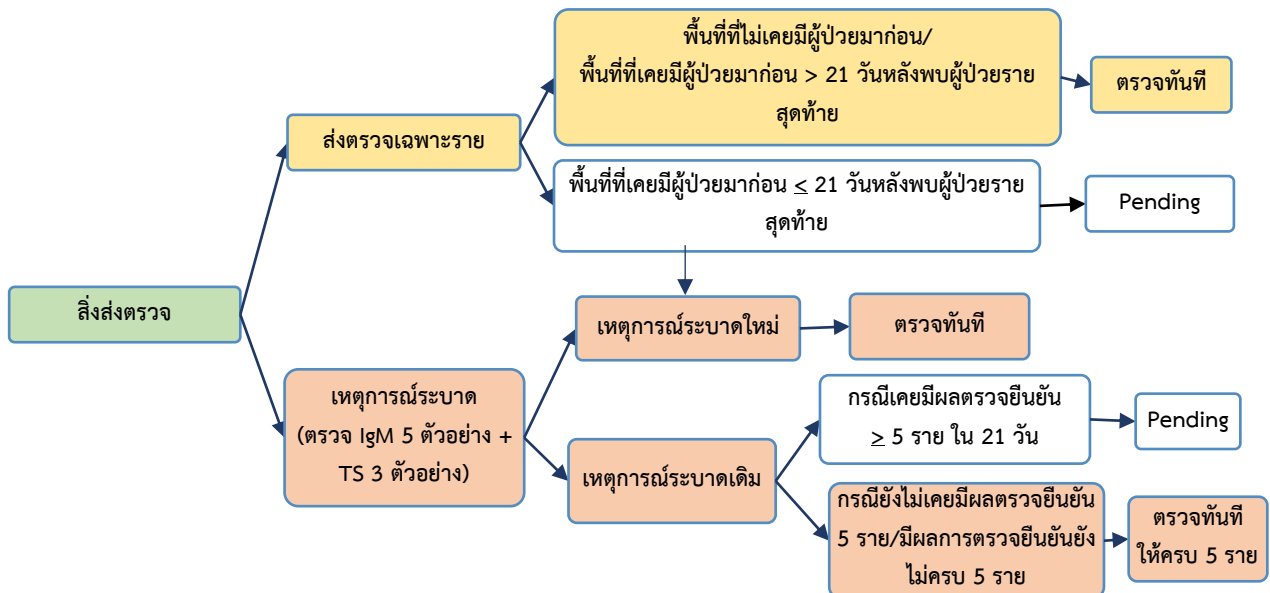 พื้นที่ที่ไม่เคยมีผู้ป่วยมาก่อน/
พื้นที่ที่เคยมีผู้ป่วยมาก่อน > 21 วันหลังพบผู้ป่วยราย
สุดท้าย
ตรวจทันที
ส่งตรวจเฉพาะราย
พื้นที่ที่เคยมีผู้ป่วยมาก่อน ≤ 21 วันหลังพบผู้ป่วยราย
สุดท้าย
Pending
สิ่งส่งตรวจ
เหตุการณ์ระบาดใหม่
ตรวจทันที
เหตุการณ์ระบาด
(ตรวจ IgM 5 ตัวอย่าง +
TS 3 ตัวอย่าง)
กรณีเคยมีผลตรวจยืนยัน
≥ 5 ราย ใน 21 วัน
Pending
เหตุการณ์ระบาดเดิม
กรณียังไม่เคยมีผลตรวจยืนยัน
5 ราย/มีผลการตรวจยืนยันยัง
ไม่ครบ 5 ราย
ตรวจทันที
ให้ครบ 5 ราย